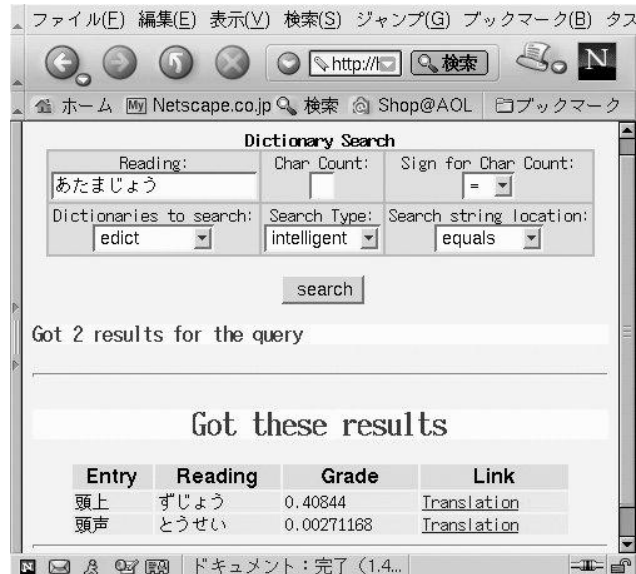 ファイル(F) 編集(E) 表示(V) 検索(S) ジャンプ(G) ブックマーク(B) タス
http://l 検索 N
ホーム My Netscape.co.jp 検索 Shop@AOL ブックマーク
Dictionary Search
Reading: Char Count: Sign for Char Count:
あたまじょう =
Dictionaries to search: Search Type: Search string location:
edict intelligent equals
search
Got 2 results for the query
Got these results
Entry Reading Grade Link
頭上 ずじょう 0.40844 Translation
頭声 とうせい 0.00271168 Translation
ドキュメント：完了 (1.4...